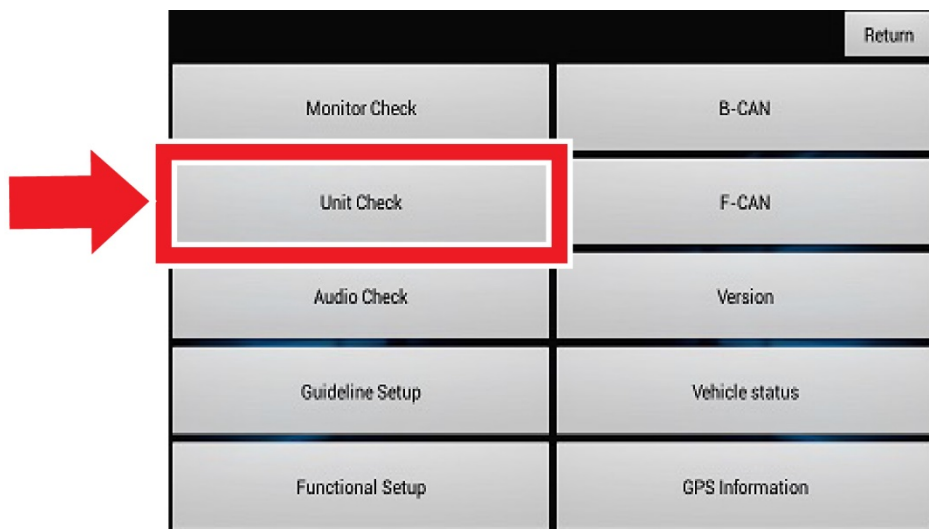 Return
Monitor Check
B-CAN
Unit Check
F-CAN
Audio Check
Version
Guideline Setup
Vehicle status
Functional Setup
GPS Information